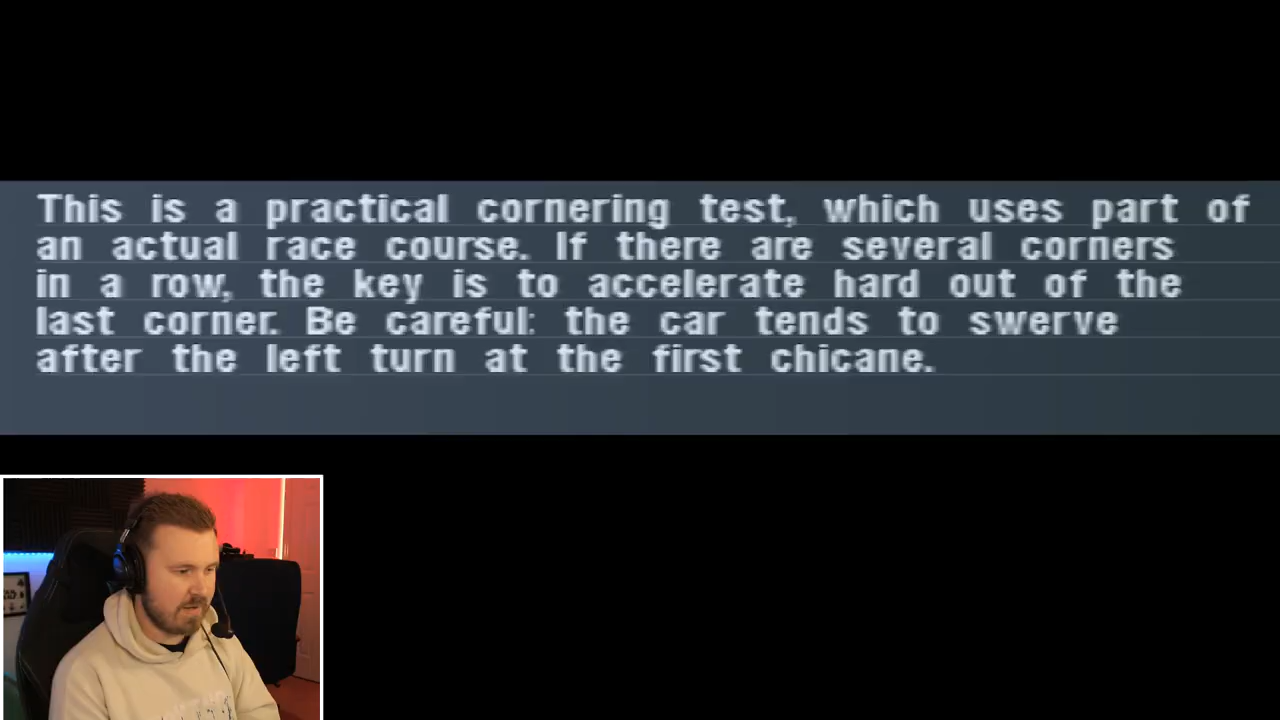 This is a practical cornering test, which uses part of
an actual race course. If there are several corners
in a row, the key is to accelerate hard out of the
last corner. Be careful: the car tends to swerve
after the left turn at the first chicane.